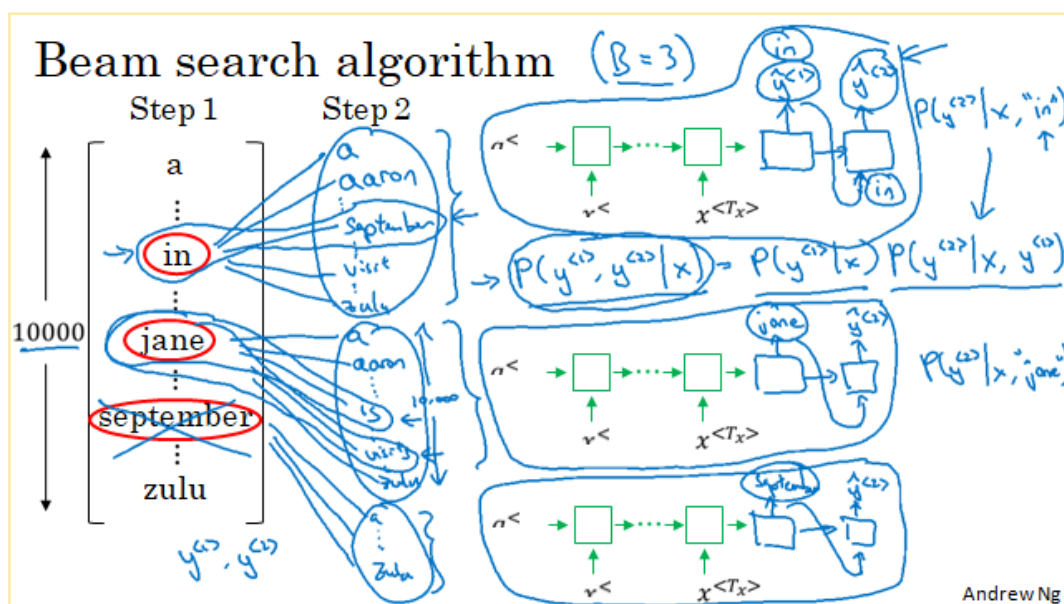 Beam search algorithm
(B = 3)
Step 1
Step 2
10000
a
⋮
in
⋮
jane
⋮
september
⋮
zulu
y<1>, y<2>
a
aaron
⋮
September
⋮
visit
⋮
zulu
a
aaron
⋮
is
⋮
visits
zulu
10,000
a
⋮
zulu
in
ŷ<1>
ŷ<2>
a<
⋯
x<
x<Tx>
in
P(y<2>|x, "in")
→ P(y<1>, y<2>|x) = P(y<1>|x) P(y<2>|x, y<1>)
jane
ŷ<2>
a<
⋯
x<
x<Tx>
P(y<2>|x, "jane")
September
ŷ<2>
a<
⋯
x<
x<Tx>
Andrew Ng